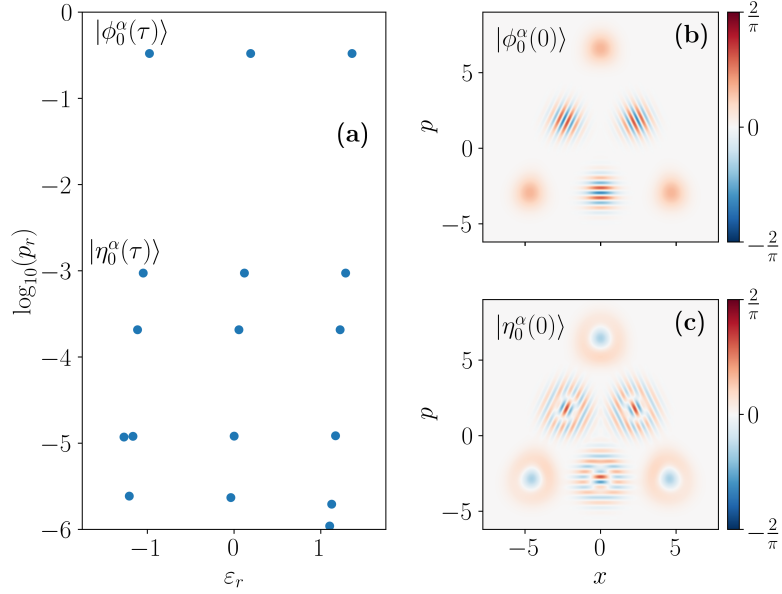 0
−1
−2
−3
−4
−5
−6
log₁₀(p_r)
|ϕ₀^α(τ)⟩
(a)
|η₀^α(τ)⟩
−1
0
1
ε_r
|ϕ₀^α(0)⟩
(b)
5
0
−5
p
2/π
0
−2/π
|η₀^α(0)⟩
(c)
5
0
−5
p
−5
0
5
x
2/π
0
−2/π